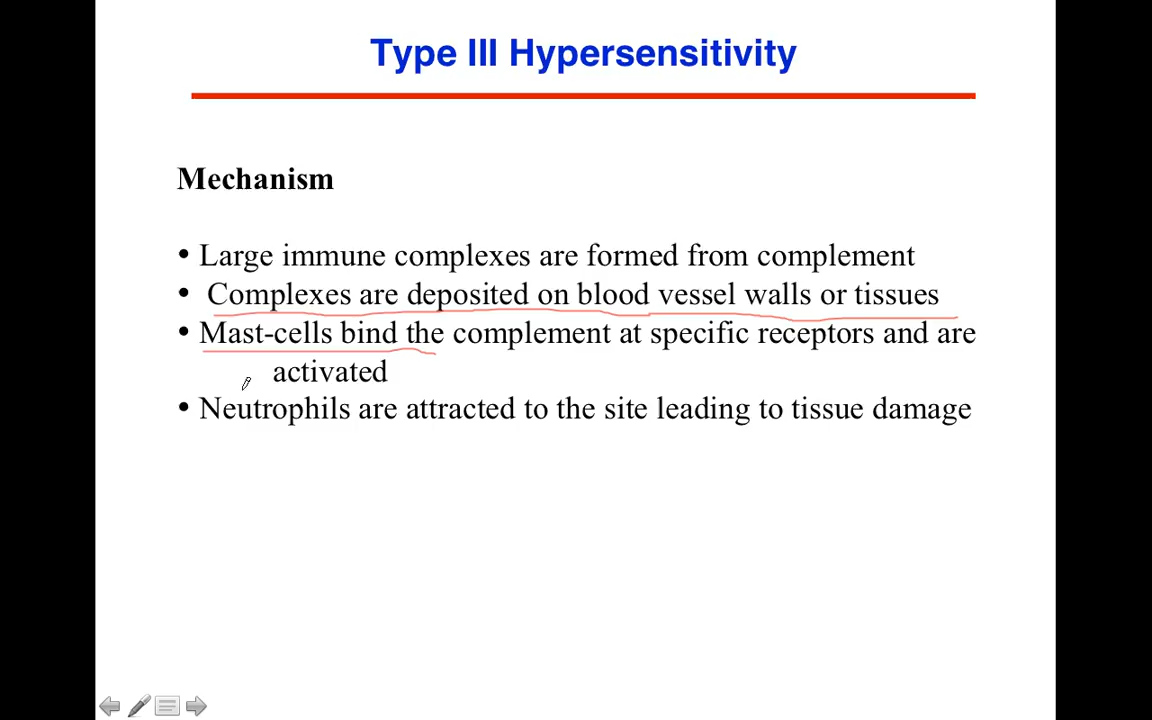 Type III Hypersensitivity
Mechanism
• Large immune complexes are formed from complement
• Complexes are deposited on blood vessel walls or tissues
• Mast-cells bind the complement at specific receptors and are
activated
• Neutrophils are attracted to the site leading to tissue damage